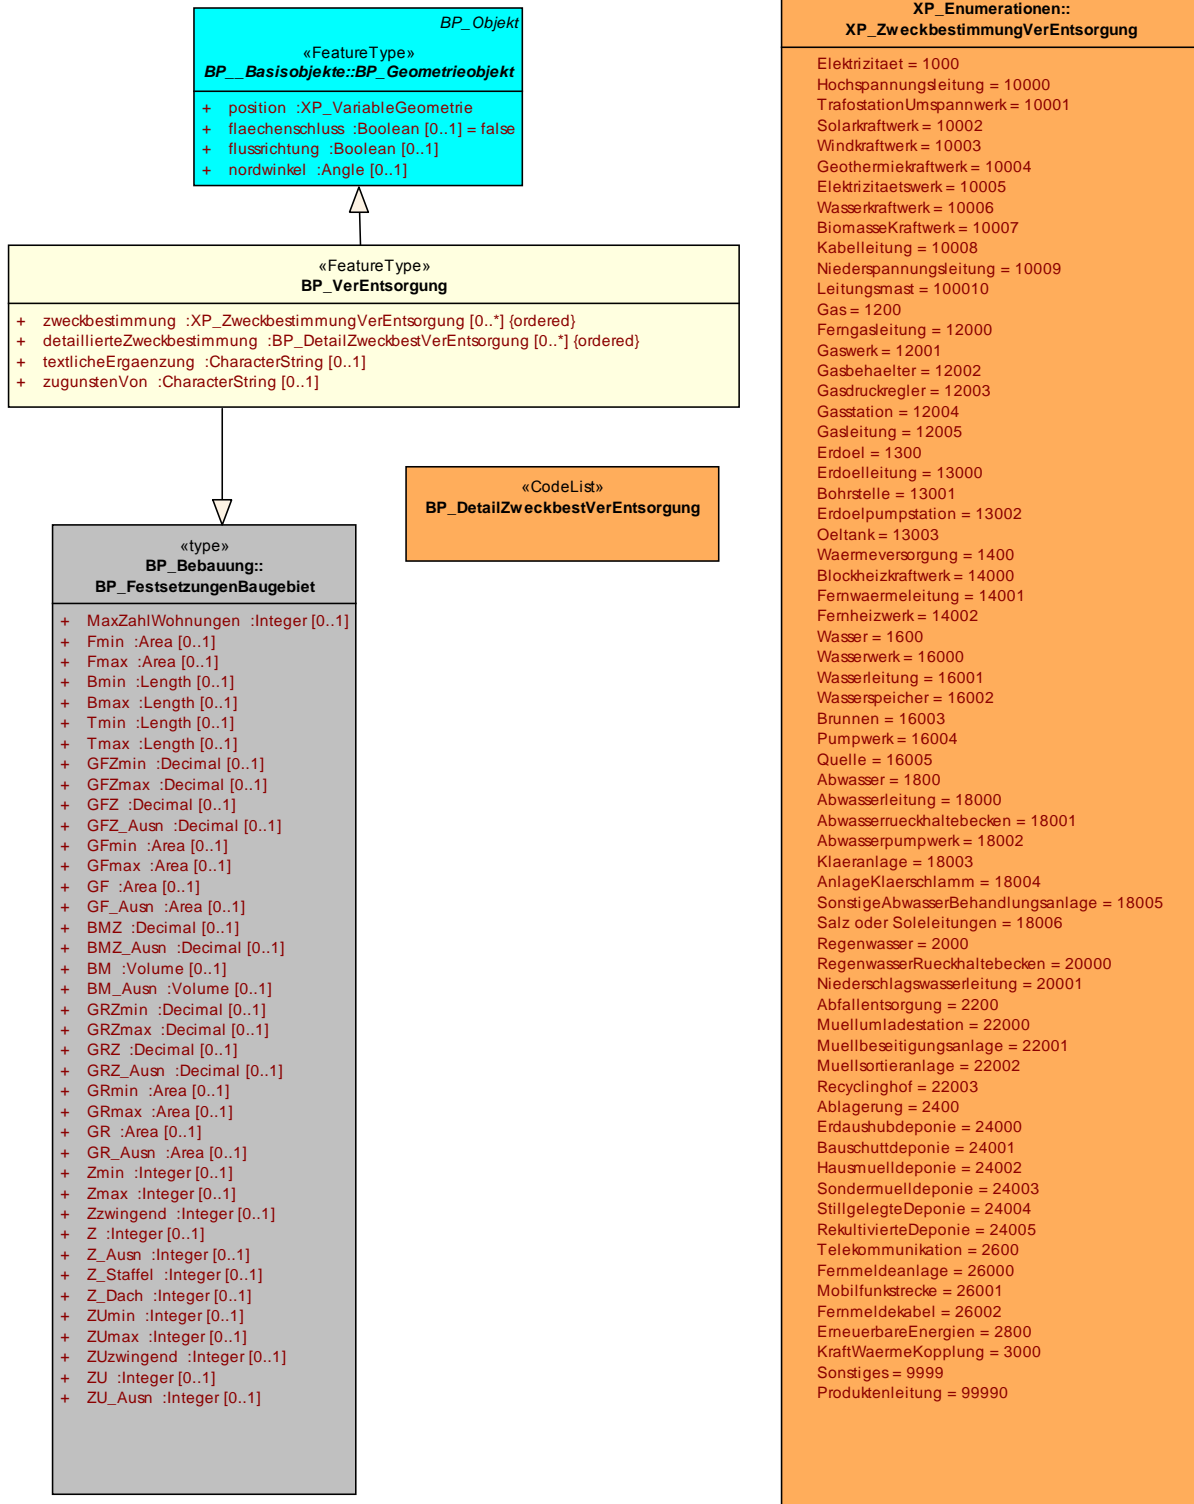 BP_Objekt
«FeatureType»
BP__Basisobjekte::BP_Geometrieobjekt
+ position :XP_VariableGeometrie
+ flaechenschluss :Boolean [0..1] = false
+ flussrichtung :Boolean [0..1]
+ nordwinkel :Angle [0..1]
«FeatureType»
BP_VerEntsorgung
+ zweckbestimmung :XP_ZweckbestimmungVerEntsorgung [0..*] {ordered}
+ detaillierteZweckbestimmung :BP_DetailZweckbestVerEntsorgung [0..*] {ordered}
+ textlicheErgaenzung :CharacterString [0..1]
+ zugunstenVon :CharacterString [0..1]
«CodeList»
BP_DetailZweckbestVerEntsorgung
«type»
BP_Bebauung::
BP_FestsetzungenBaugebiet
+ MaxZahlWohnungen :Integer [0..1]
+ Fmin :Area [0..1]
+ Fmax :Area [0..1]
+ Bmin :Length [0..1]
+ Bmax :Length [0..1]
+ Tmin :Length [0..1]
+ Tmax :Length [0..1]
+ GFZmin :Decimal [0..1]
+ GFZmax :Decimal [0..1]
+ GFZ :Decimal [0..1]
+ GFZ_Ausn :Decimal [0..1]
+ GFmin :Area [0..1]
+ GFmax :Area [0..1]
+ GF :Area [0..1]
+ GF_Ausn :Area [0..1]
+ BMZ :Decimal [0..1]
+ BMZ_Ausn :Decimal [0..1]
+ BM :Volume [0..1]
+ BM_Ausn :Volume [0..1]
+ GRZmin :Decimal [0..1]
+ GRZmax :Decimal [0..1]
+ GRZ :Decimal [0..1]
+ GRZ_Ausn :Decimal [0..1]
+ GRmin :Area [0..1]
+ GRmax :Area [0..1]
+ GR :Area [0..1]
+ GR_Ausn :Area [0..1]
+ Zmin :Integer [0..1]
+ Zmax :Integer [0..1]
+ Zzwingend :Integer [0..1]
+ Z :Integer [0..1]
+ Z_Ausn :Integer [0..1]
+ Z_Staffel :Integer [0..1]
+ Z_Dach :Integer [0..1]
+ ZUmin :Integer [0..1]
+ ZUmax :Integer [0..1]
+ ZUzwingend :Integer [0..1]
+ ZU :Integer [0..1]
+ ZU_Ausn :Integer [0..1]
XP_Enumerationen::
XP_ZweckbestimmungVerEntsorgung
Elektrizitaet = 1000
Hochspannungsleitung = 10000
TrafostationUmspannwerk = 10001
Solarkraftwerk = 10002
Windkraftwerk = 10003
Geothermiekraftwerk = 10004
Elektrizitaetswerk = 10005
Wasserkraftwerk = 10006
BiomasseKraftwerk = 10007
Kabelleitung = 10008
Niederspannungsleitung = 10009
Leitungsmast = 100010
Gas = 1200
Ferngasleitung = 12000
Gaswerk = 12001
Gasbehaelter = 12002
Gasdruckregler = 12003
Gasstation = 12004
Gasleitung = 12005
Erdoel = 1300
Erdoelleitung = 13000
Bohrstelle = 13001
Erdoelpumpstation = 13002
Oeltank = 13003
Waermeversorgung = 1400
Blockheizkraftwerk = 14000
Fernwaermeleitung = 14001
Fernheizwerk = 14002
Wasser = 1600
Wasserwerk = 16000
Wasserleitung = 16001
Wasserspeicher = 16002
Brunnen = 16003
Pumpwerk = 16004
Quelle = 16005
Abwasser = 1800
Abwasserleitung = 18000
Abwasserrueckhaltebecken = 18001
Abwasserpumpwerk = 18002
Klaeranlage = 18003
AnlageKlaerschlamm = 18004
SonstigeAbwasserBehandlungsanlage = 18005
Salz oder Soleleitungen = 18006
Regenwasser = 2000
RegenwasserRueckhaltebecken = 20000
Niederschlagswasserleitung = 20001
Abfallentsorgung = 2200
Muellumladestation = 22000
Muellbeseitigungsanlage = 22001
Muellsortieranlage = 22002
Recyclinghof = 22003
Ablagerung = 2400
Erdaushubdeponie = 24000
Bauschuttdeponie = 24001
Hausmuelldeponie = 24002
Sondermuelldeponie = 24003
StillgelegteDeponie = 24004
RekultivierteDeponie = 24005
Telekommunikation = 2600
Fernmeldeanlage = 26000
Mobilfunkstrecke = 26001
Fernmeldekabel = 26002
ErneuerbareEnergien = 2800
KraftWaermeKopplung = 3000
Sonstiges = 9999
Produktenleitung = 99990